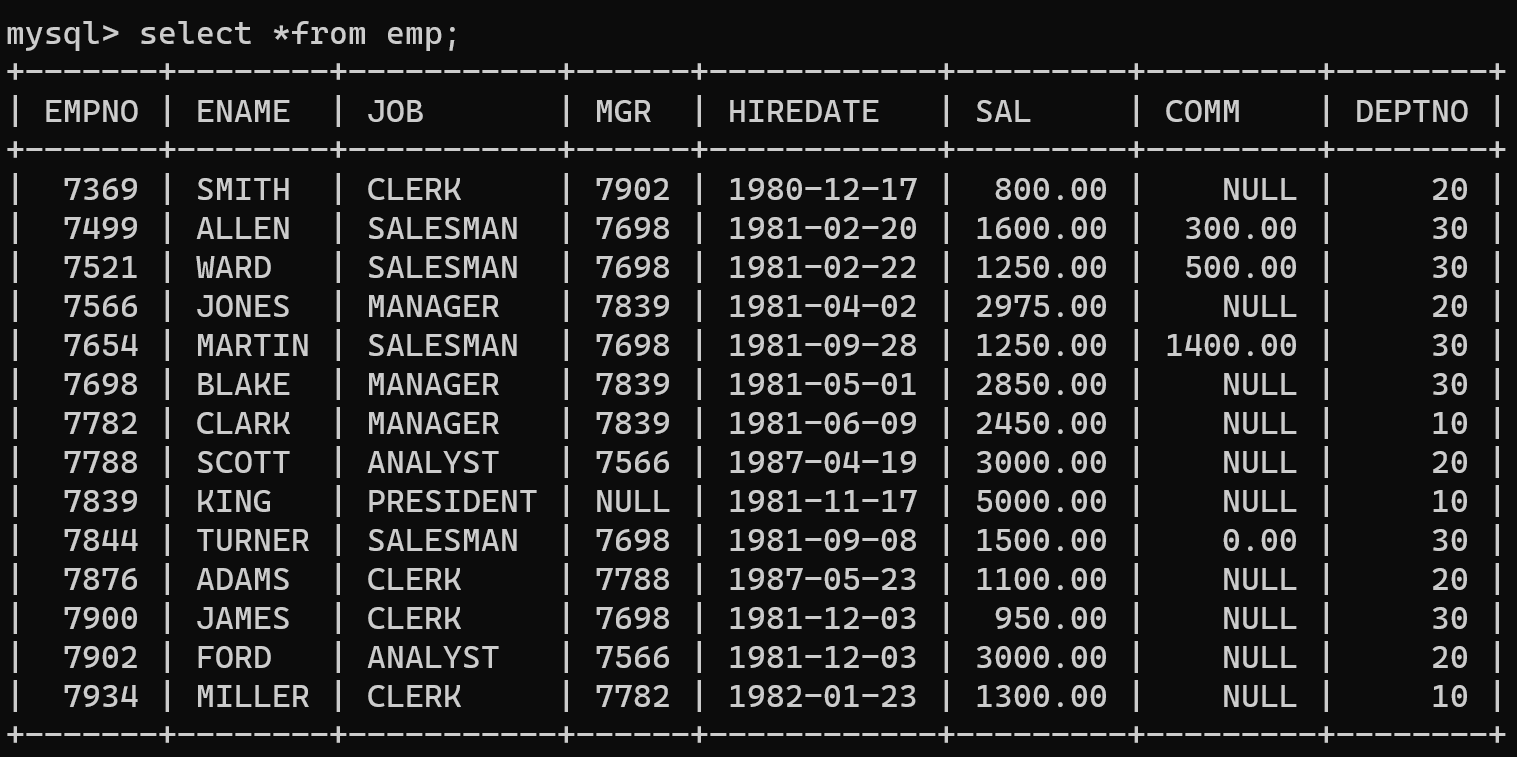 mysql> select *from emp;
+-------+--------+-----------+------+------------+---------+---------+--------+
| EMPNO | ENAME  | JOB       | MGR  | HIREDATE   | SAL     | COMM    | DEPTNO |
+-------+--------+-----------+------+------------+---------+---------+--------+
|  7369 | SMITH  | CLERK     | 7902 | 1980-12-17 |  800.00 |    NULL |     20 |
|  7499 | ALLEN  | SALESMAN  | 7698 | 1981-02-20 | 1600.00 |  300.00 |     30 |
|  7521 | WARD   | SALESMAN  | 7698 | 1981-02-22 | 1250.00 |  500.00 |     30 |
|  7566 | JONES  | MANAGER   | 7839 | 1981-04-02 | 2975.00 |    NULL |     20 |
|  7654 | MARTIN | SALESMAN  | 7698 | 1981-09-28 | 1250.00 | 1400.00 |     30 |
|  7698 | BLAKE  | MANAGER   | 7839 | 1981-05-01 | 2850.00 |    NULL |     30 |
|  7782 | CLARK  | MANAGER   | 7839 | 1981-06-09 | 2450.00 |    NULL |     10 |
|  7788 | SCOTT  | ANALYST   | 7566 | 1987-04-19 | 3000.00 |    NULL |     20 |
|  7839 | KING   | PRESIDENT | NULL | 1981-11-17 | 5000.00 |    NULL |     10 |
|  7844 | TURNER | SALESMAN  | 7698 | 1981-09-08 | 1500.00 |    0.00 |     30 |
|  7876 | ADAMS  | CLERK     | 7788 | 1987-05-23 | 1100.00 |    NULL |     20 |
|  7900 | JAMES  | CLERK     | 7698 | 1981-12-03 |  950.00 |    NULL |     30 |
|  7902 | FORD   | ANALYST   | 7566 | 1981-12-03 | 3000.00 |    NULL |     20 |
|  7934 | MILLER | CLERK     | 7782 | 1982-01-23 | 1300.00 |    NULL |     10 |
+-------+--------+-----------+------+------------+---------+---------+--------+